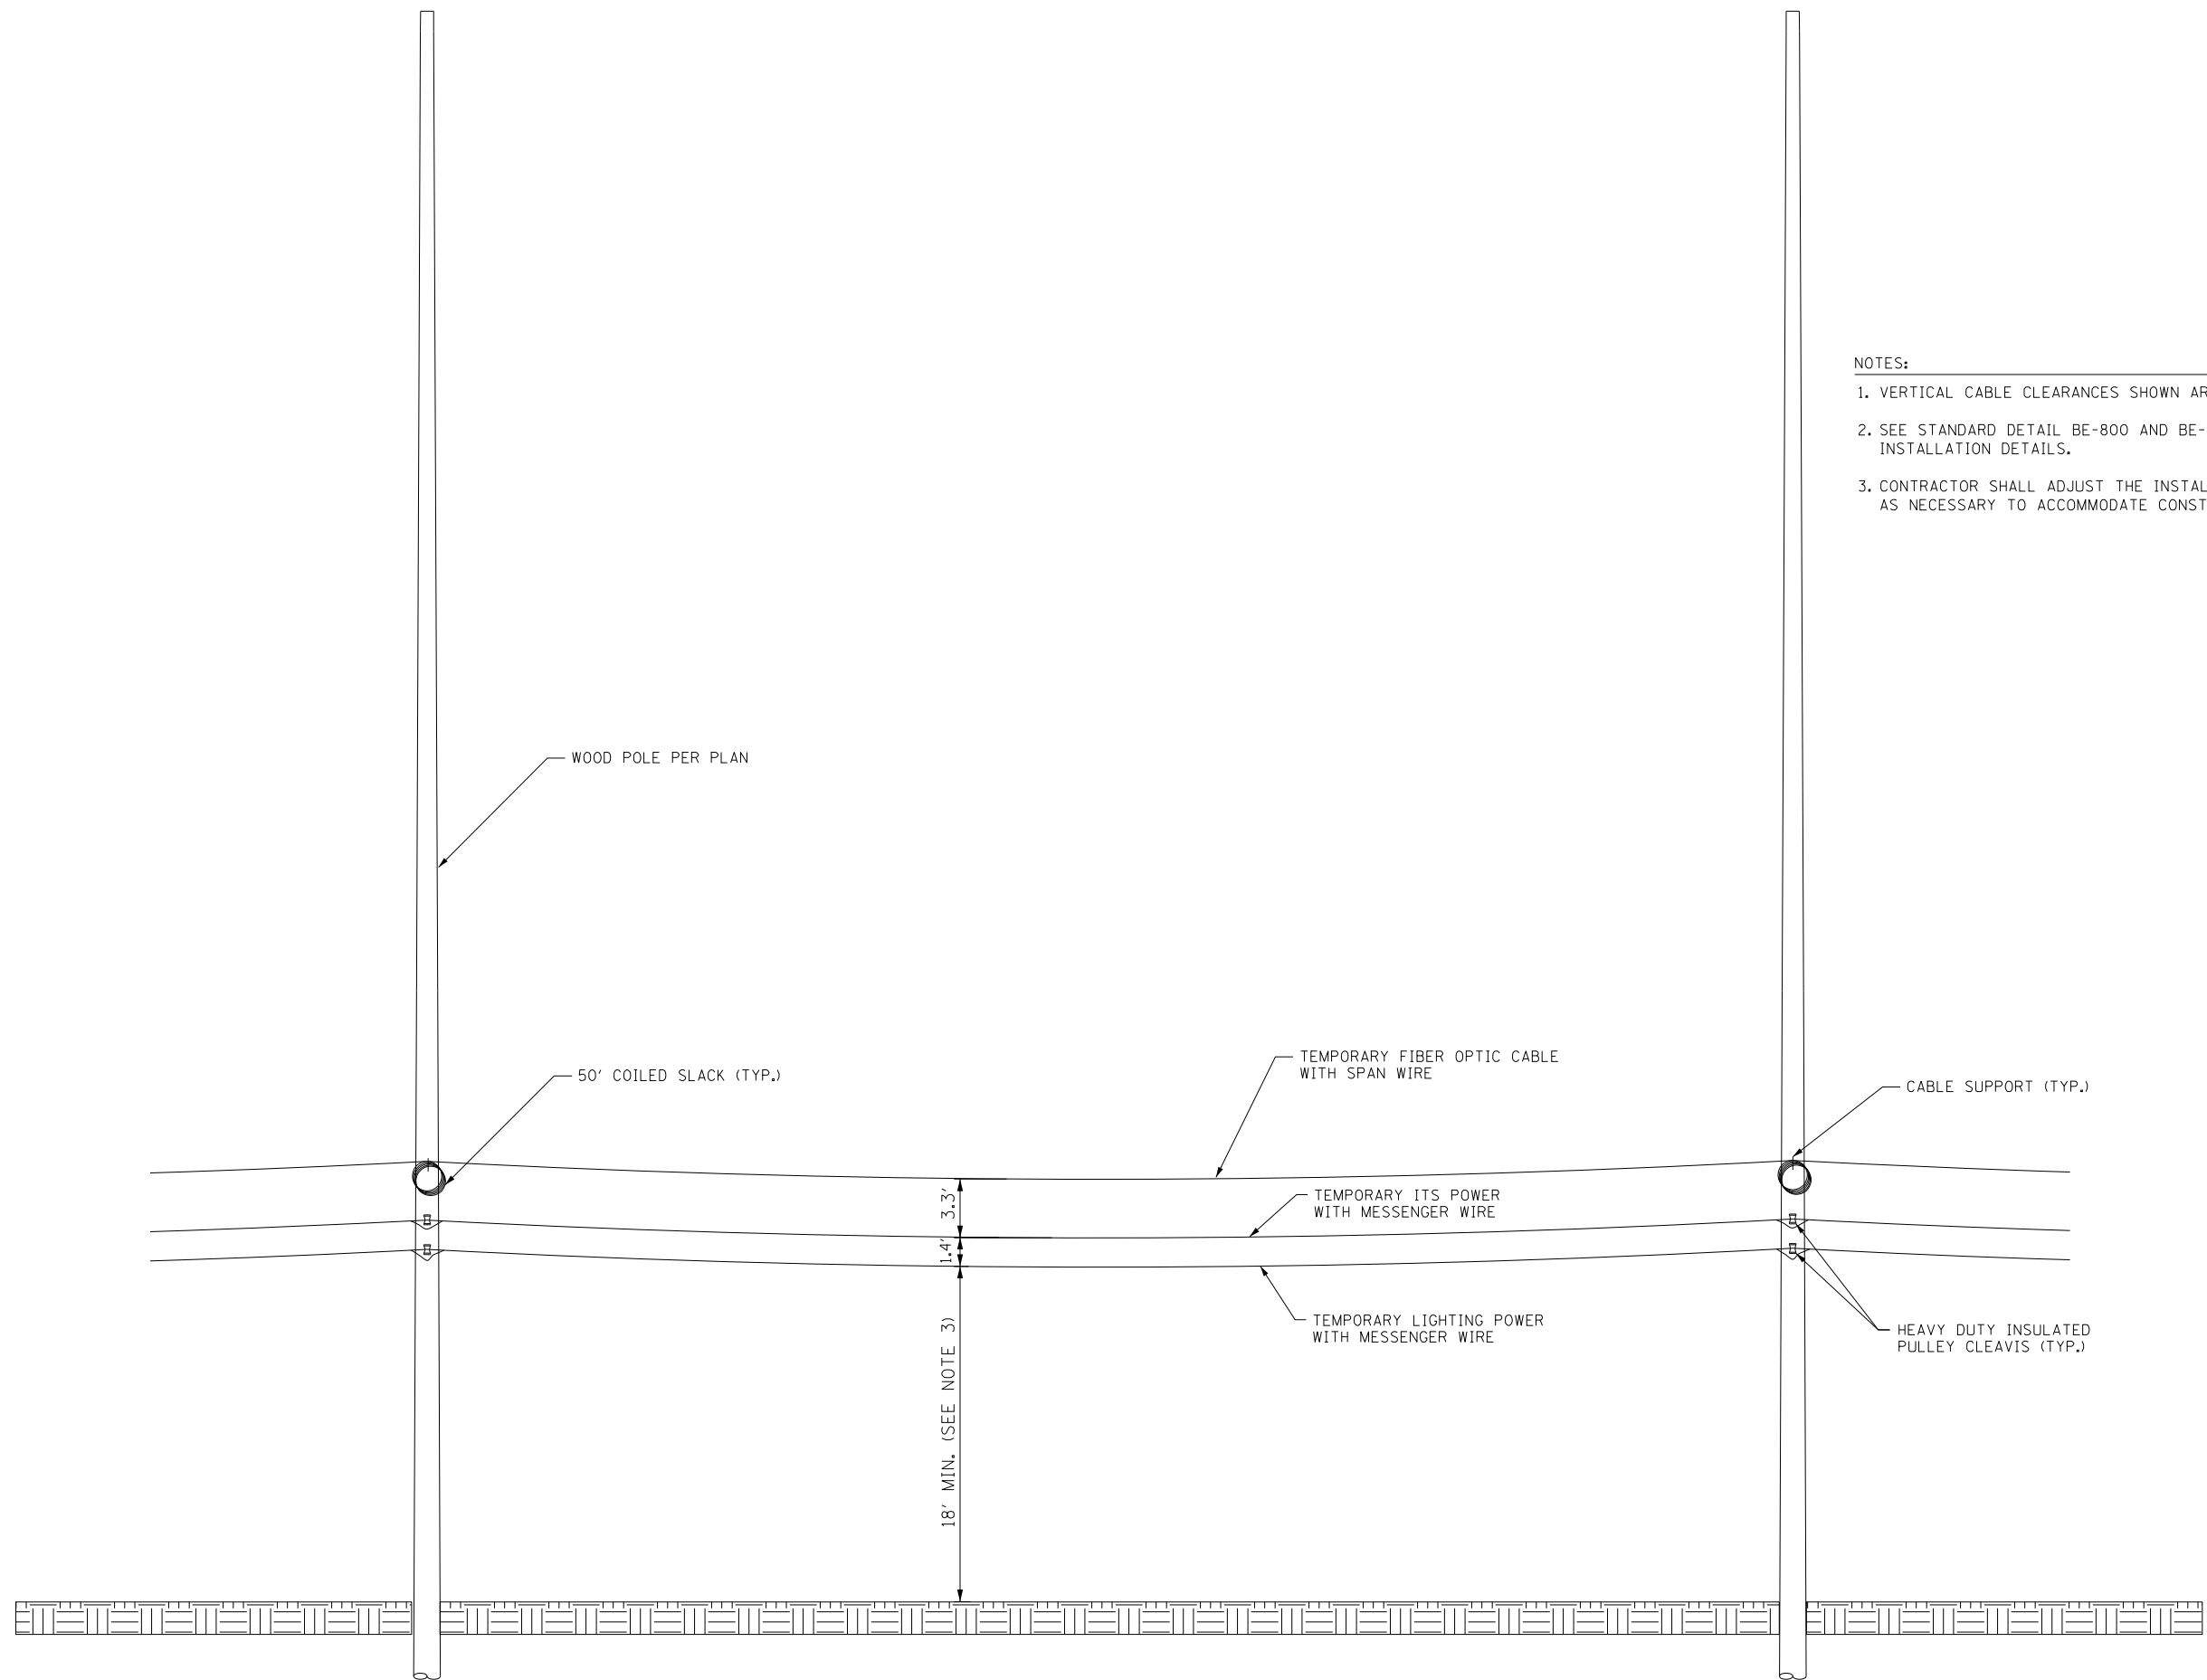 NOTES:
1. VERTICAL CABLE CLEARANCES SHOWN
2. SEE STANDARD DETAIL BE-800 AND BE-
INSTALLATION DETAILS.
3. CONTRACTOR SHALL ADJUST THE
AS NECESSARY TO ACCOMMODATE
WOOD POLE PER PLAN
50' COILED SLACK (TYP.)
TEMPORARY FIBER OPTIC CABLE
WITH SPAN WIRE
CABLE SUPPORT (TYP.)
3.3'
TEMPORARY ITS POWER
WITH MESSENGER WIRE
1.4'
TEMPORARY LIGHTING POWER
WITH MESSENGER WIRE
HEAVY DUTY INSULATED
PULLEY CLEAVIS (TYP.)
18' MIN. (SEE NOTE 3)